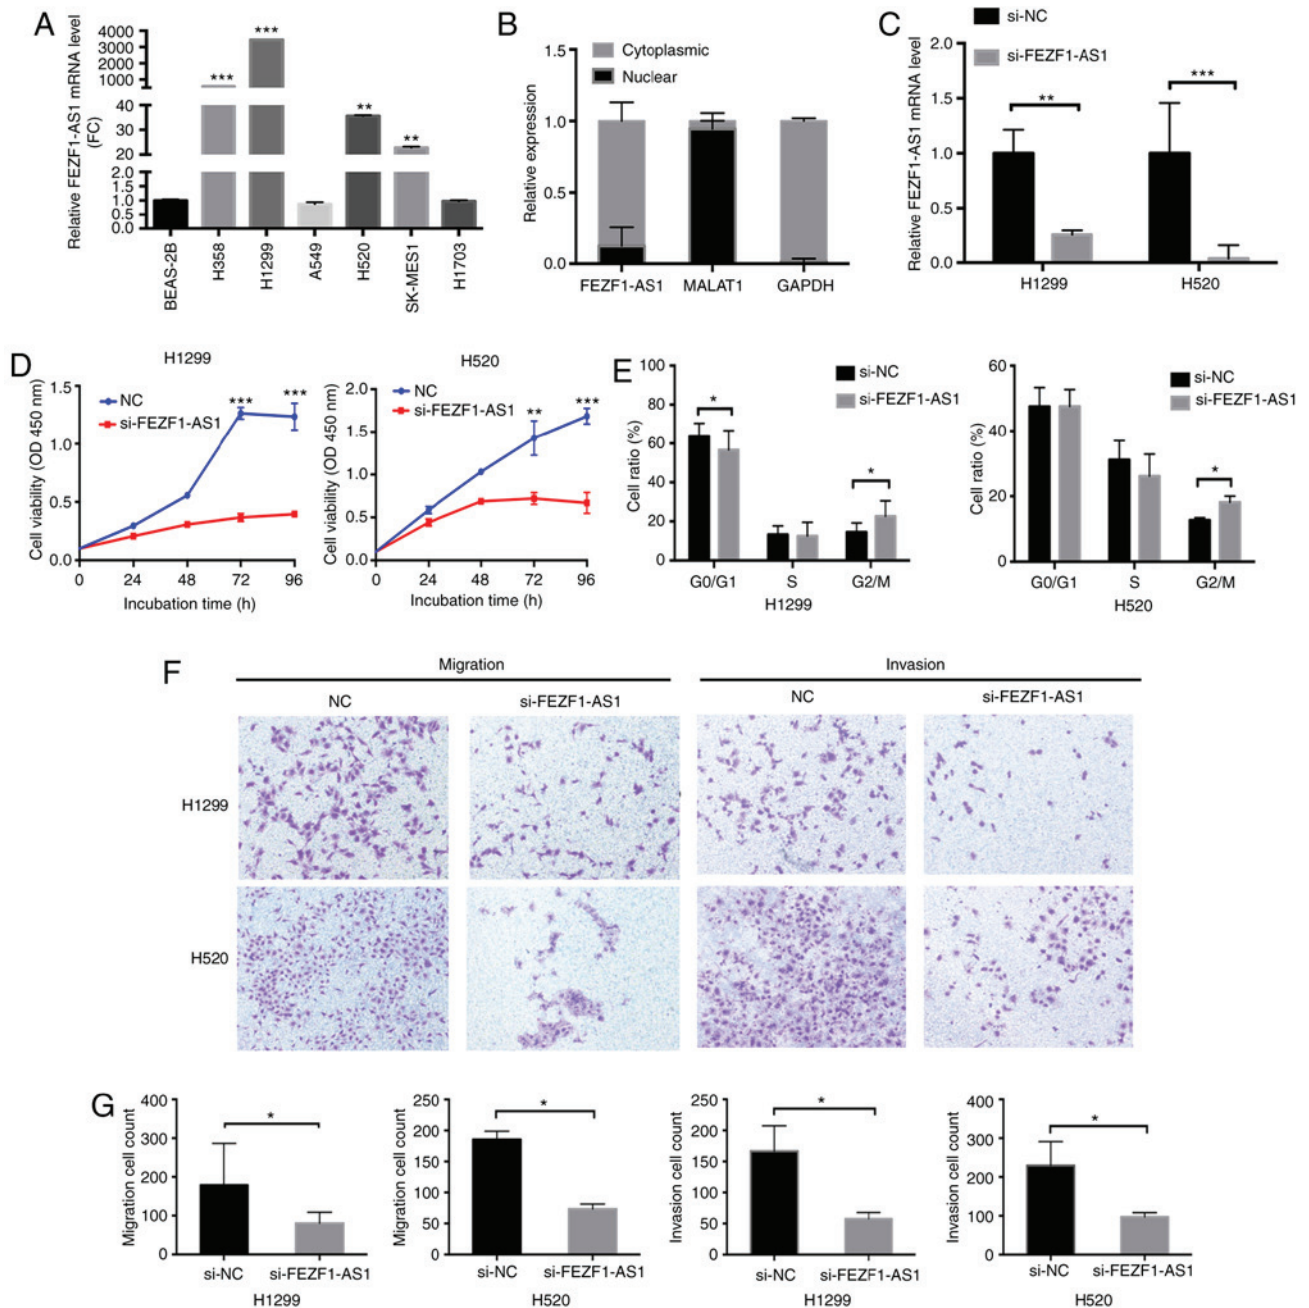 A
Relative FEZF1-AS1 mRNA level
(FC)
4000
3000
2000
1000
40
30
20
2.0
1.5
1.0
0.5
0.0
***
***
**
**
BEAS-2B
H358
H1299
A549
H520
SK-MES1
H1703
B
Relative expression
1.5
1.0
0.5
0.0
Cytoplasmic
Nuclear
FEZF1-AS1
MALAT1
GAPDH
C
si-NC
si-FEZF1-AS1
Relative FEZF1-AS1 mRNA level
2.0
1.5
1.0
0.5
0.0
**
***
H1299
H520
D
H1299
Cell viability (OD 450 nm)
1.5
1.0
0.5
0.0
NC
si-FEZF1-AS1
***
***
0 24 48 72 96
Incubation time (h)
H520
Cell viability (OD 450 nm)
2.0
1.5
1.0
0.5
0.0
NC
si-FEZF1-AS1
**
***
0 24 48 72 96
Incubation time (h)
E
Cell ratio (%)
100
80
60
40
20
0
si-NC
si-FEZF1-AS1
*
*
G0/G1 S G2/M
H1299
Cell ratio (%)
60
40
20
0
si-NC
si-FEZF1-AS1
*
G0/G1 S G2/M
H520
F
Migration
Invasion
NC
si-FEZF1-AS1
NC
si-FEZF1-AS1
H1299
H520
G
Migration cell count
400
300
200
100
0
*
si-NC si-FEZF1-AS1
H1299
Migration cell count
250
200
150
100
50
0
*
si-NC si-FEZF1-AS1
H520
Invasion cell count
250
200
150
100
50
0
*
si-NC si-FEZF1-AS1
H1299
Invasion cell count
400
300
200
100
0
*
si-NC si-FEZF1-AS1
H520